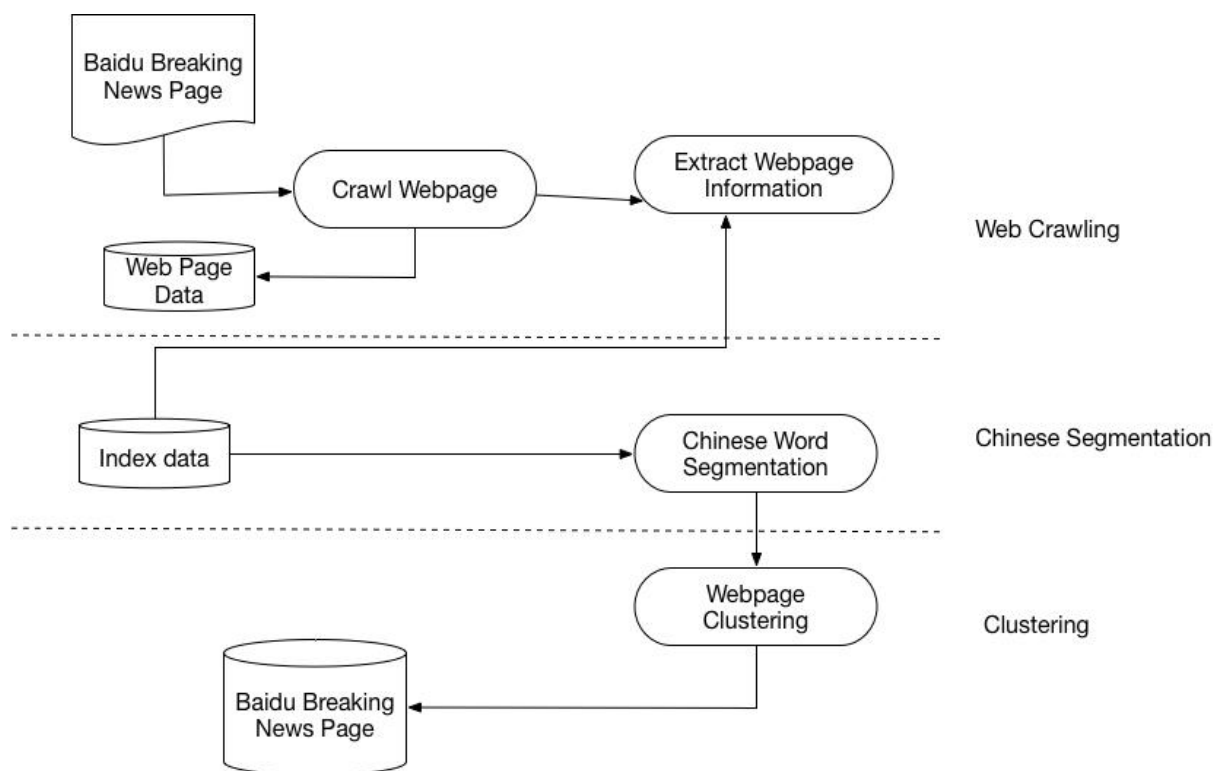 Baidu Breaking
News Page
Crawl Webpage
Extract Webpage
Information
Web Crawling
Web Page
Data
Index data
Chinese Word
Segmentation
Chinese Segmentation
Webpage
Clustering
Clustering
Baidu Breaking
News Page